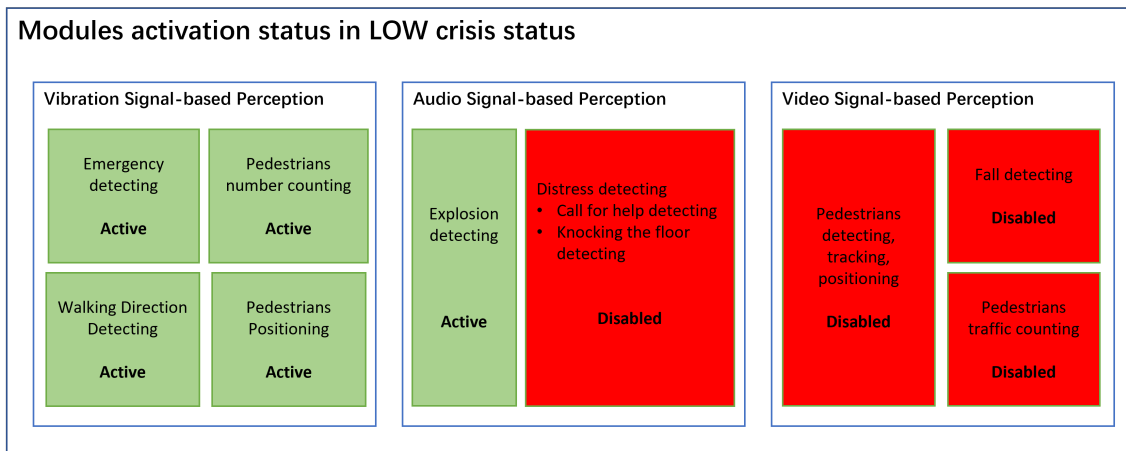 Modules activation status in LOW crisis status
Vibration Signal-based Perception
Emergency
detecting
Active
Pedestrians
number counting
Active
Walking Direction
Detecting
Active
Pedestrians
Positioning
Active
Audio Signal-based Perception
Explosion
detecting
Active
Distress detecting
• Call for help detecting
• Knocking the floor
detecting
Disabled
Video Signal-based Perception
Pedestrians
detecting,
tracking,
positioning
Disabled
Fall detecting
Disabled
Pedestrians
traffic counting
Disabled